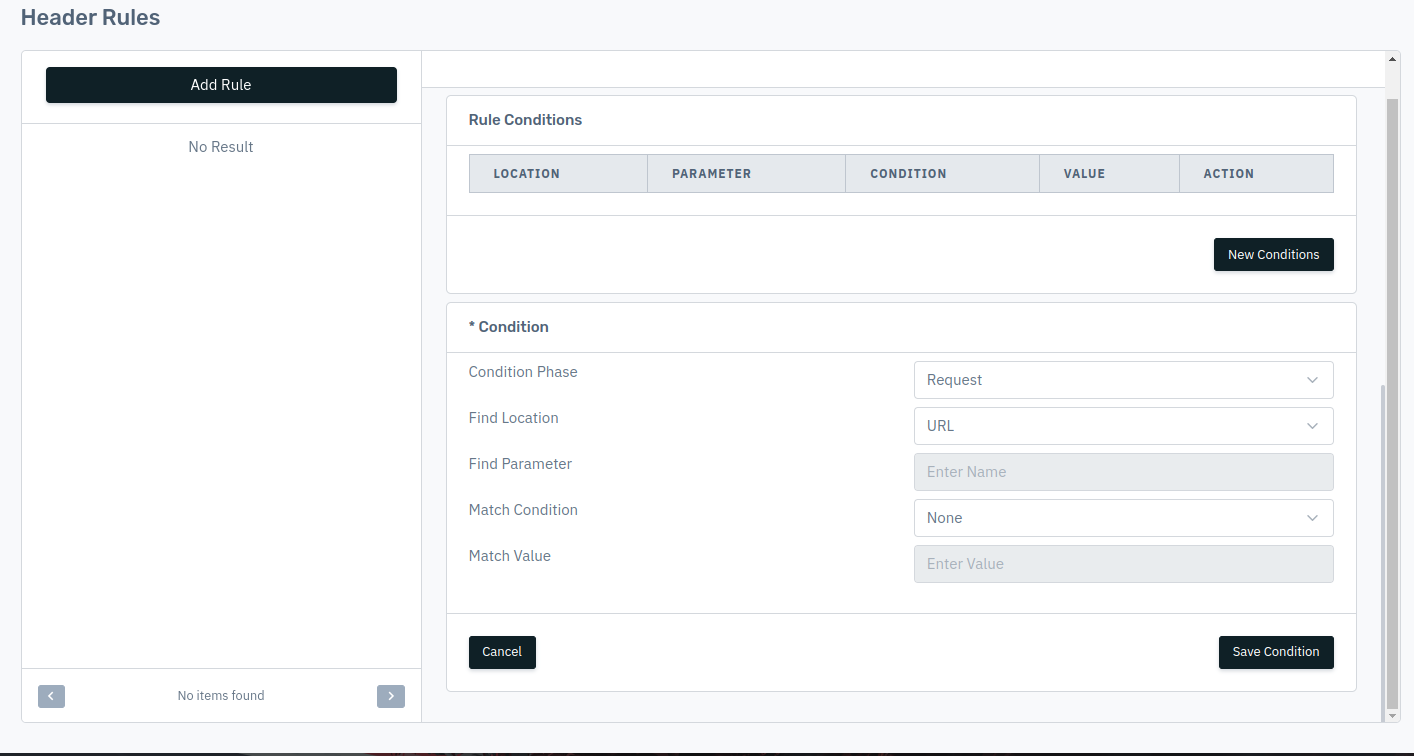 Header Rules
Add Rule
No Result
No items found
Rule Conditions
LOCATION PARAMETER CONDITION VALUE ACTION
New Conditions
* Condition
Condition Phase Request
Find Location URL
Find Parameter Enter Name
Match Condition None
Match Value Enter Value
Cancel Save Condition